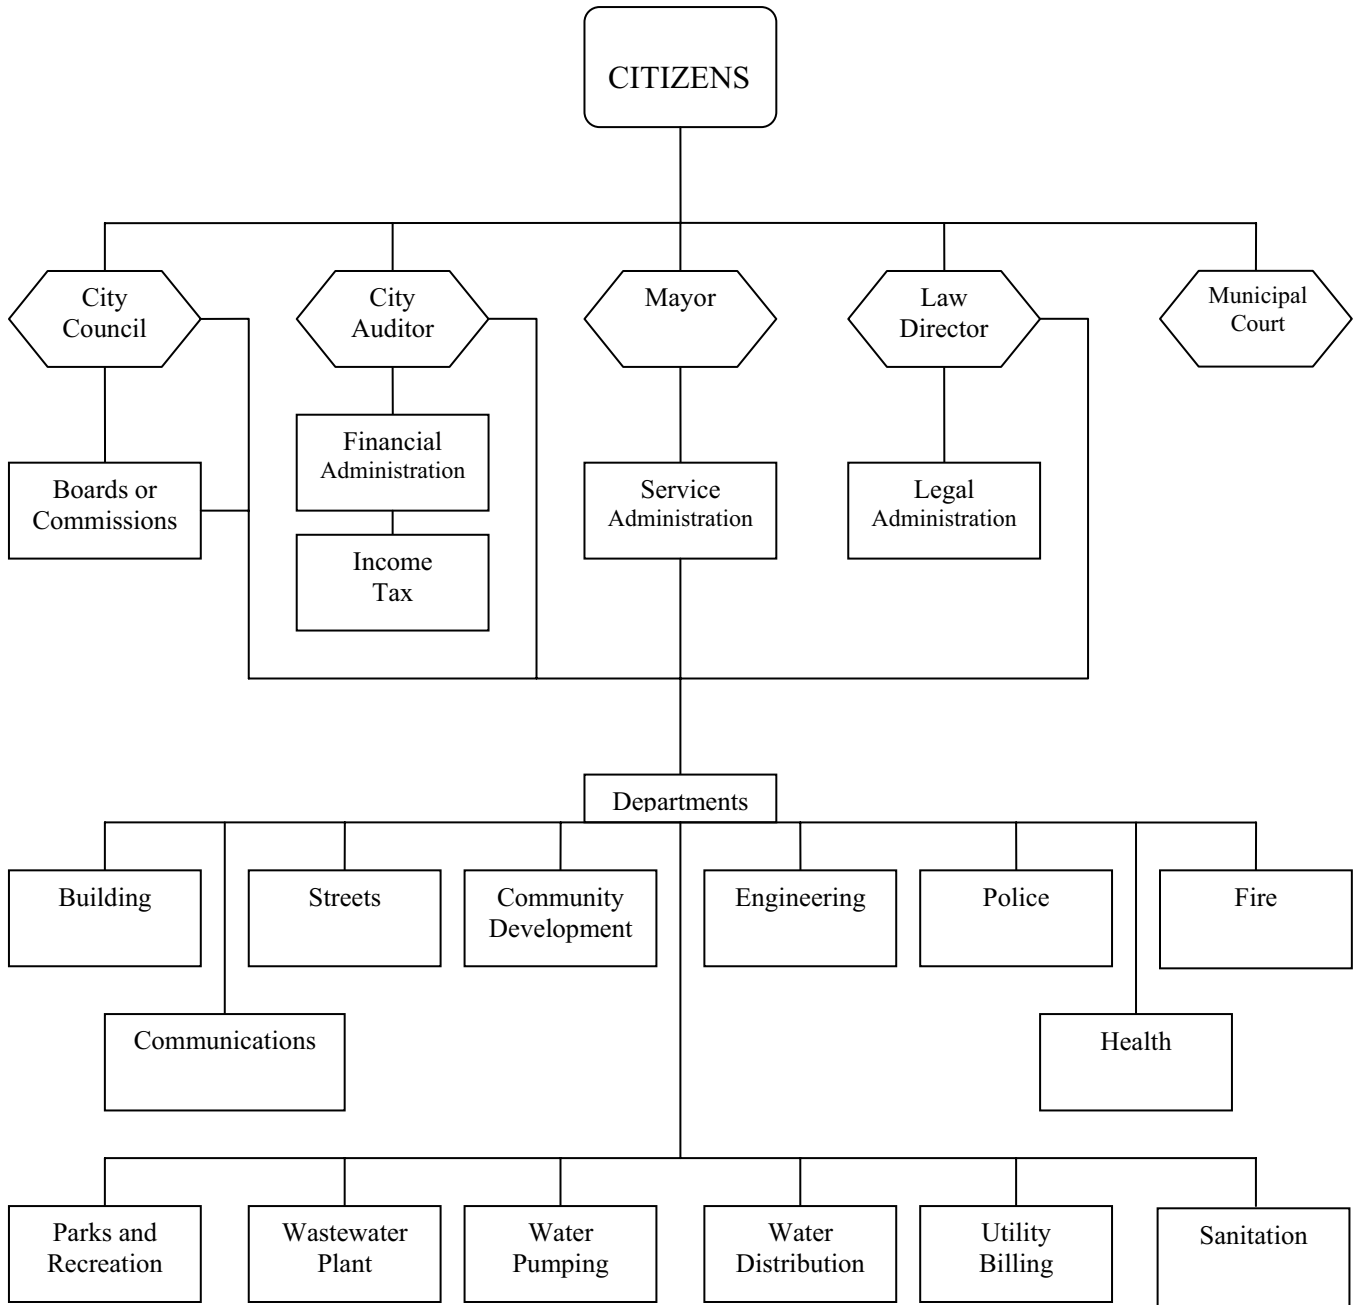 CITIZENS
City
Council
City
Auditor
Mayor
Law
Director
Municipal
Court
Financial
Administration
Boards or
Commissions
Service
Administration
Legal
Administration
Income
Tax
Departments
Building
Streets
Community
Development
Engineering
Police
Fire
Communications
Health
Parks and
Recreation
Wastewater
Plant
Water
Pumping
Water
Distribution
Utility
Billing
Sanitation